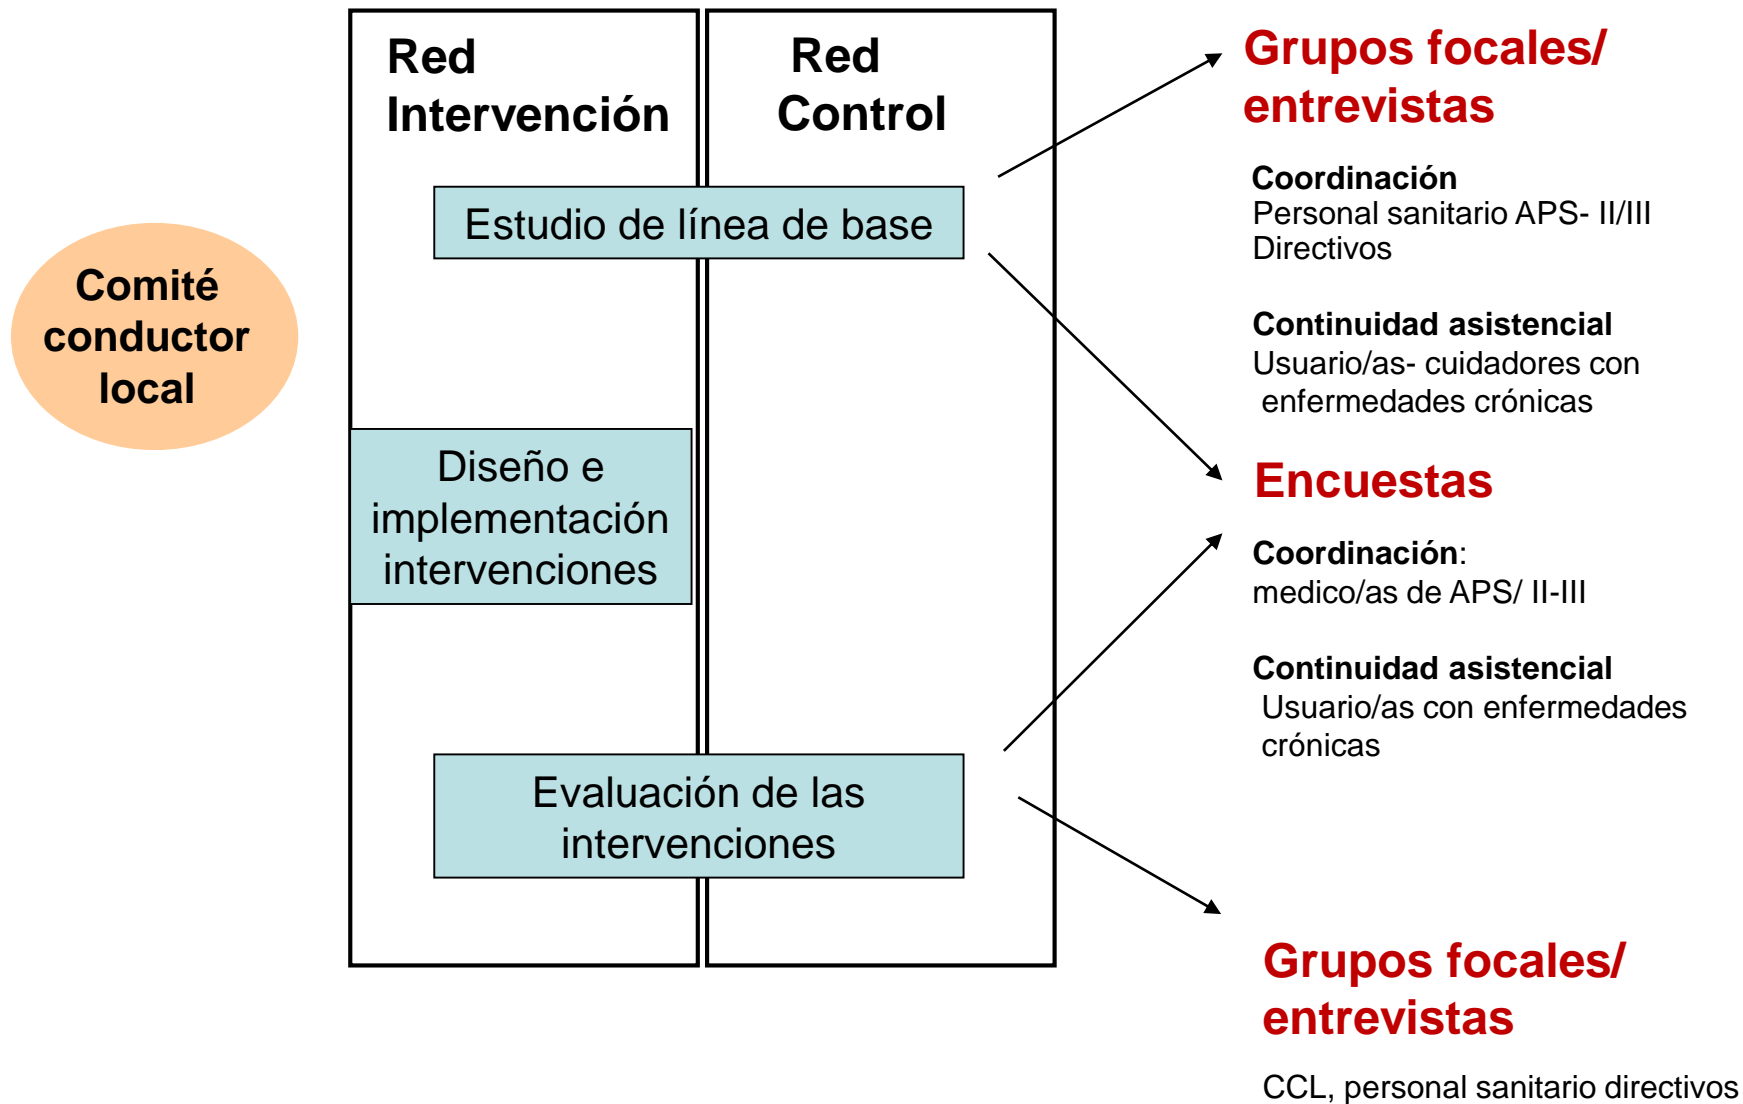 Comité
conductor
local
Red
Intervención
Red
Control
Estudio de línea de base
Diseño e
implementación
intervenciones
Evaluación de las
intervenciones
Grupos focales/
entrevistas
Coordinación
Personal sanitario APS- II/III
Directivos
Continuidad asistencial
Usuario/as- cuidadores con
enfermedades crónicas
Encuestas
Coordinación:
medico/as de APS/ II-III
Continuidad asistencial
Usuario/as con enfermedades
crónicas
Grupos focales/
entrevistas
CCL, personal sanitario directivos